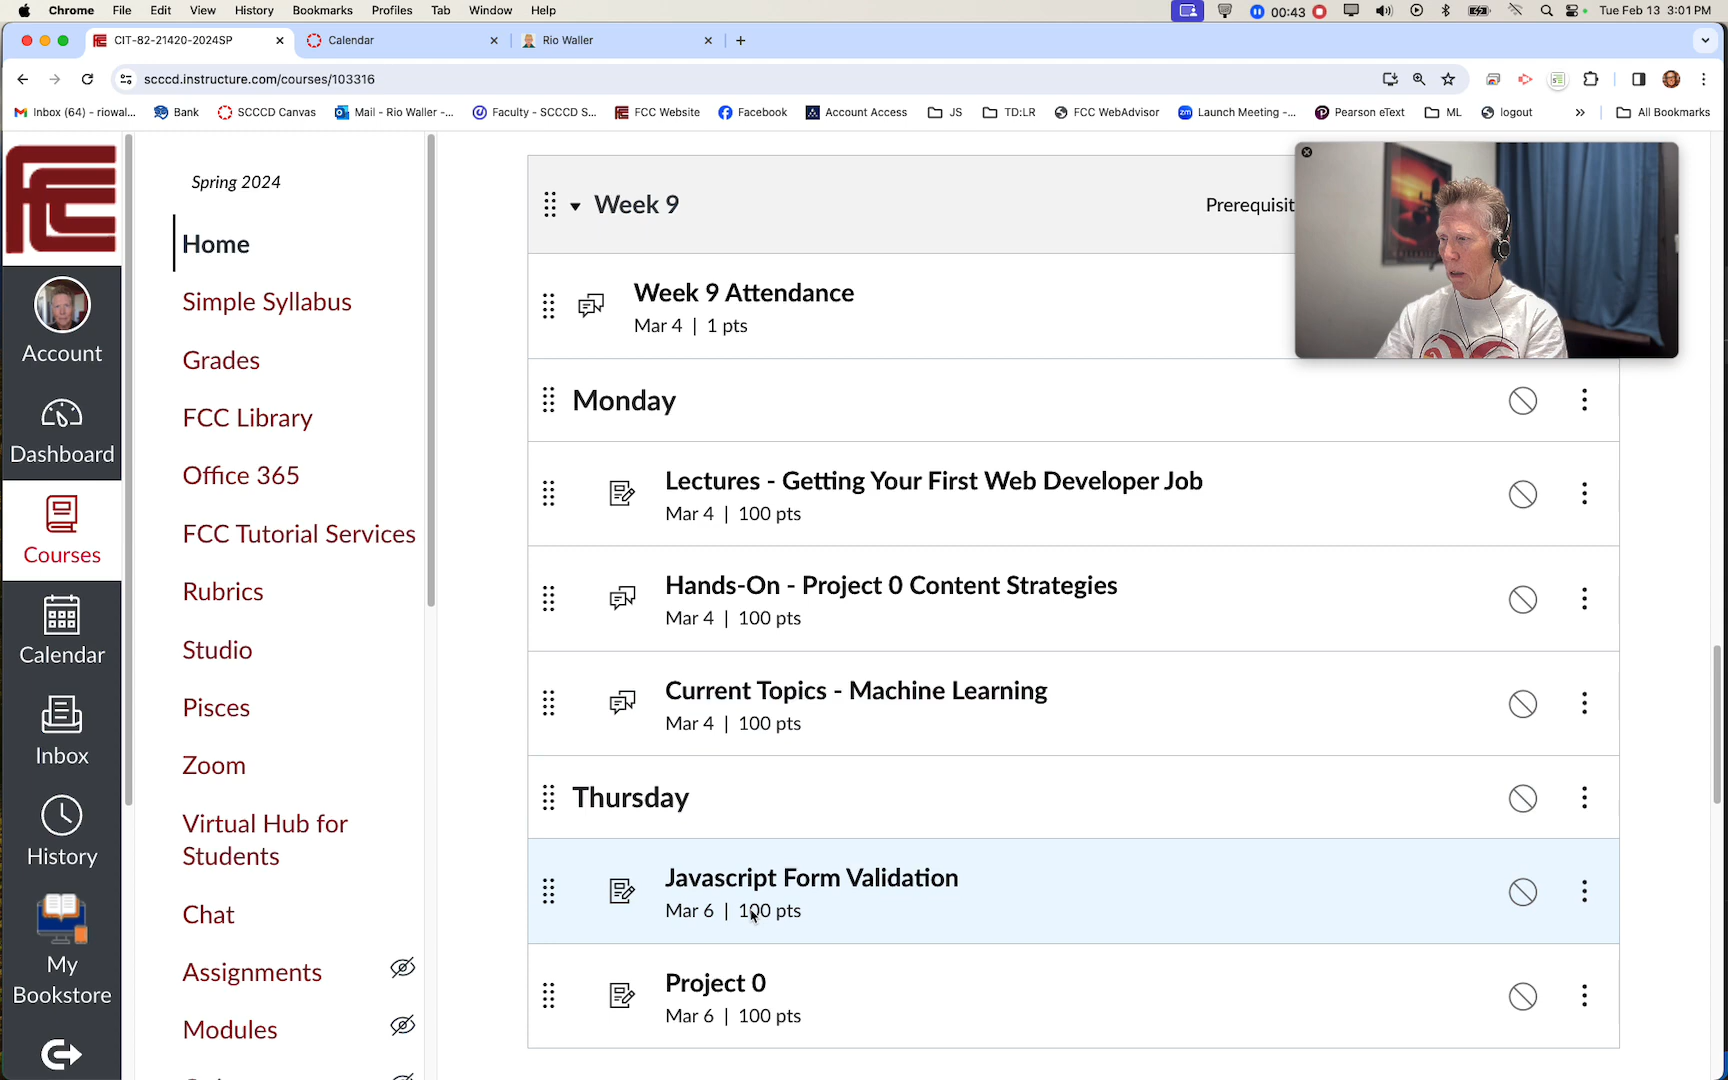 Chrome File Edit View History Bookmarks Profiles Tab Window Help 00:43 Tue Feb 13 3:01 PM
CIT-82-21420-2024SP Calendar Rio Waller
scccd.instructure.com/courses/103316
Inbox (64) - riowal... Bank SCCCD Canvas Mail - Rio Waller -... Faculty - SCCCD S... FCC Website Facebook Account Access JS TD:LR FCC WebAdvisor Launch Meeting -... Pearson eText ML logout » All Bookmarks
FCC
Account
Dashboard
Courses
Calendar
Inbox
History
My
Bookstore
Spring 2024
Home
Simple Syllabus
Grades
FCC Library
Office 365
FCC Tutorial Services
Rubrics
Studio
Pisces
Zoom
Virtual Hub for
Students
Chat
Assignments
Modules
Week 9 Prerequisit
Week 9 Attendance
Mar 4 | 1 pts
Monday
Lectures - Getting Your First Web Developer Job
Mar 4 | 100 pts
Hands-On - Project 0 Content Strategies
Mar 4 | 100 pts
Current Topics - Machine Learning
Mar 4 | 100 pts
Thursday
Javascript Form Validation
Mar 6 | 100 pts
Project 0
Mar 6 | 100 pts